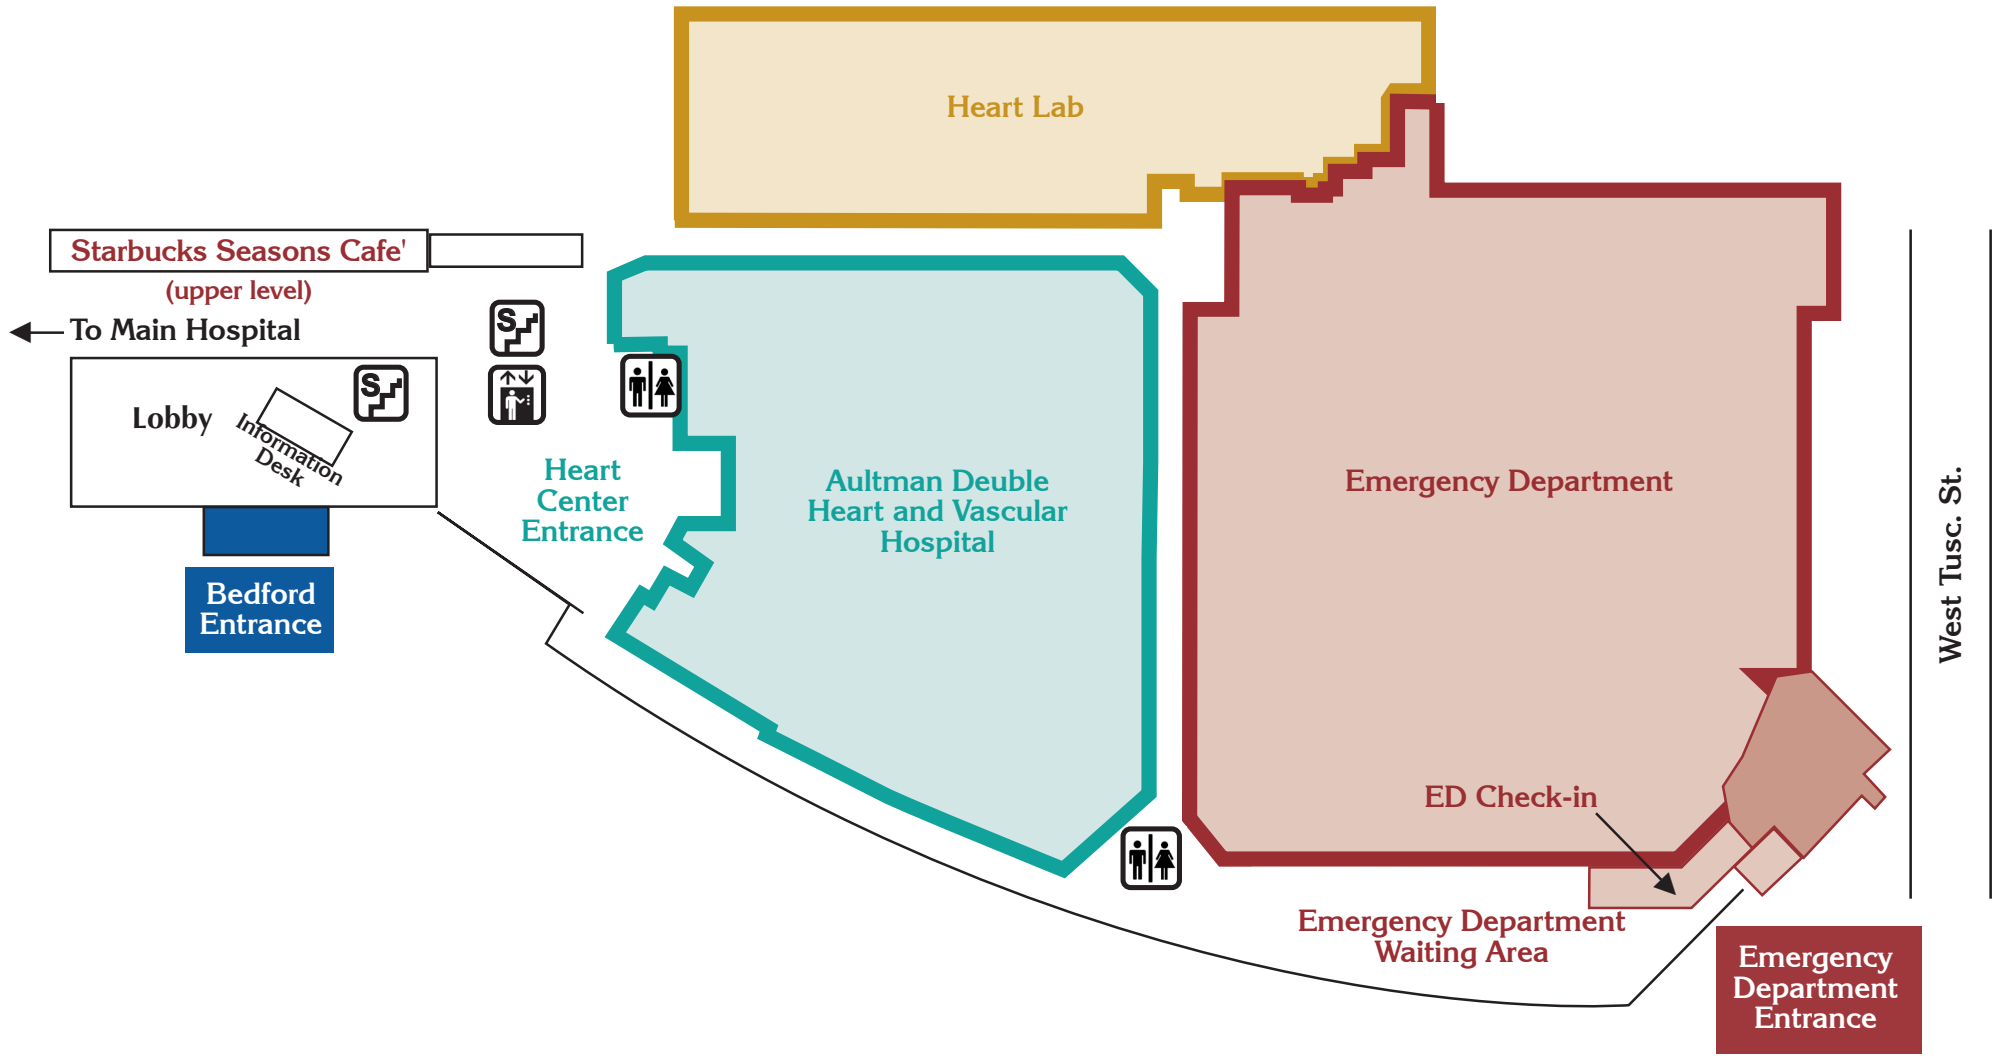 Heart Lab
Starbucks Seasons Cafe'
(upper level)
To Main Hospital
S
S
Lobby
Information
Desk
Heart
Center
Entrance
Aultman Deuble
Heart and Vascular
Hospital
Emergency Department
West Tusc. St.
Bedford
Entrance
ED Check-in
Emergency Department
Waiting Area
Emergency
Department
Entrance